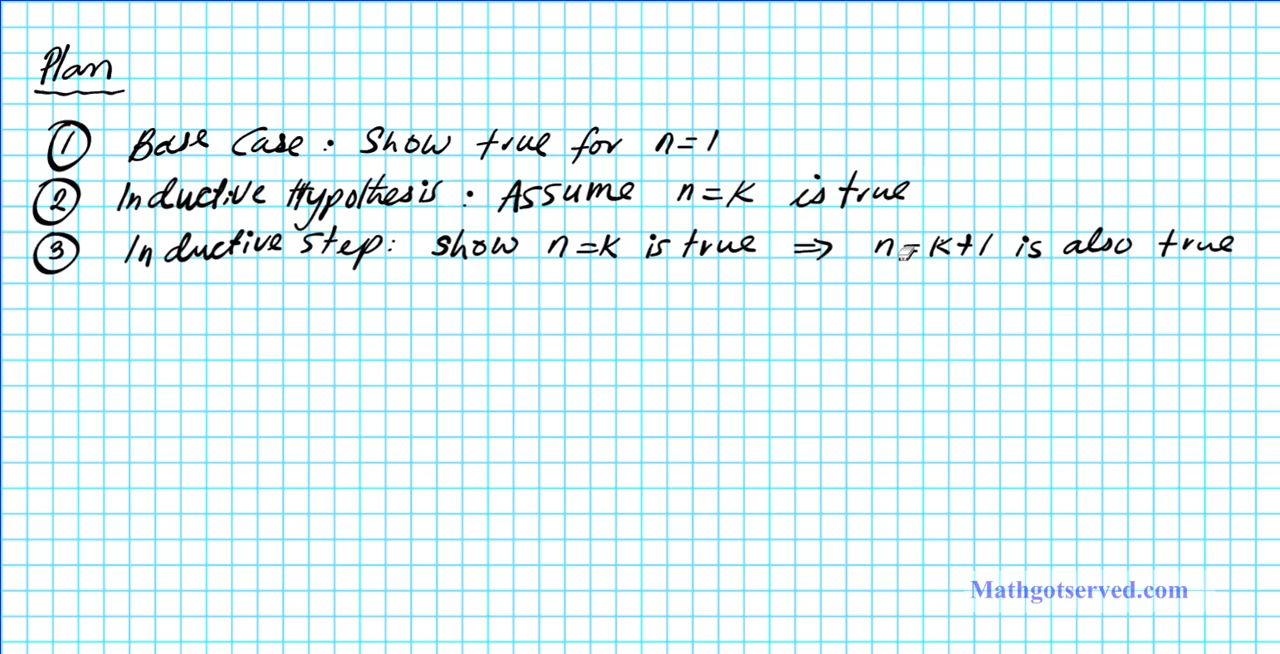 Plan
① Base Case: Show true for n=1
② Inductive Hypothesis: Assume n=k is true
③ Inductive Step: show n=k is true ⇒ n=k+1 is also true
Mathgotserved.com